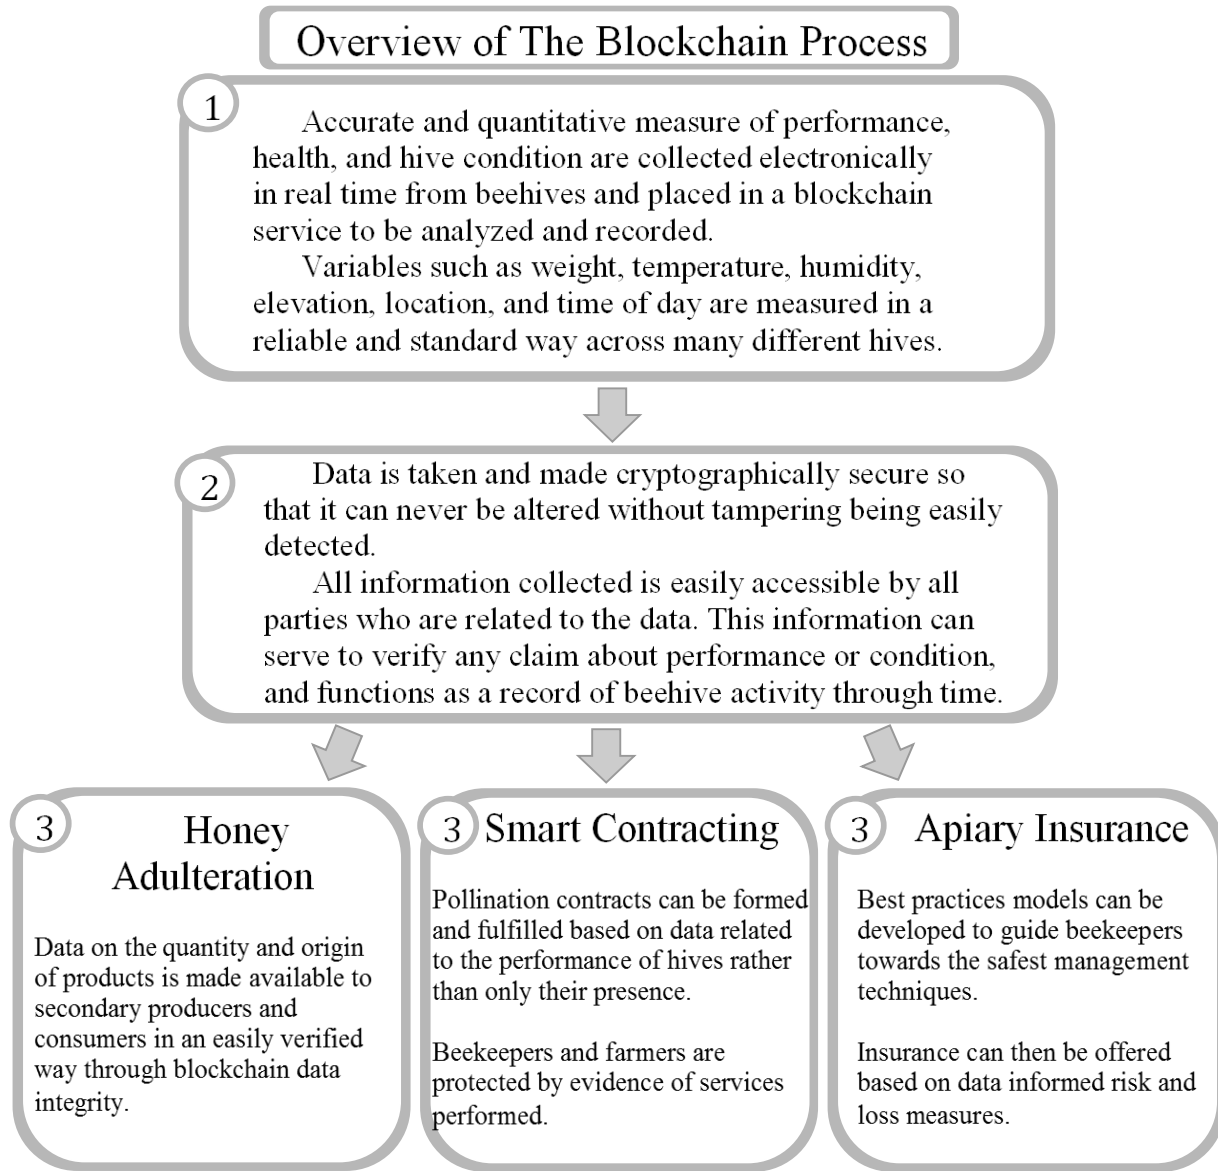 Overview of The Blockchain Process
1
Accurate and quantitative measure of performance,
health, and hive condition are collected electronically
in real time from beehives and placed in a blockchain
service to be analyzed and recorded.
Variables such as weight, temperature, humidity,
elevation, location, and time of day are measured in a
reliable and standard way across many different hives.
2
Data is taken and made cryptographically secure so
that it can never be altered without tampering being easily
detected.
All information collected is easily accessible by all
parties who are related to the data. This information can
serve to verify any claim about performance or condition,
and functions as a record of beehive activity through time.
3
Honey
Adulteration
Data on the quantity and origin
of products is made available to
secondary producers and
consumers in an easily verified
way through blockchain data
integrity.
3
Smart Contracting
Pollination contracts can be formed
and fulfilled based on data related
to the performance of hives rather
than only their presence.
Beekeepers and farmers are
protected by evidence of services
performed.
3
Apiary Insurance
Best practices models can be
developed to guide beekeepers
towards the safest management
techniques.
Insurance can then be offered
based on data informed risk and
loss measures.